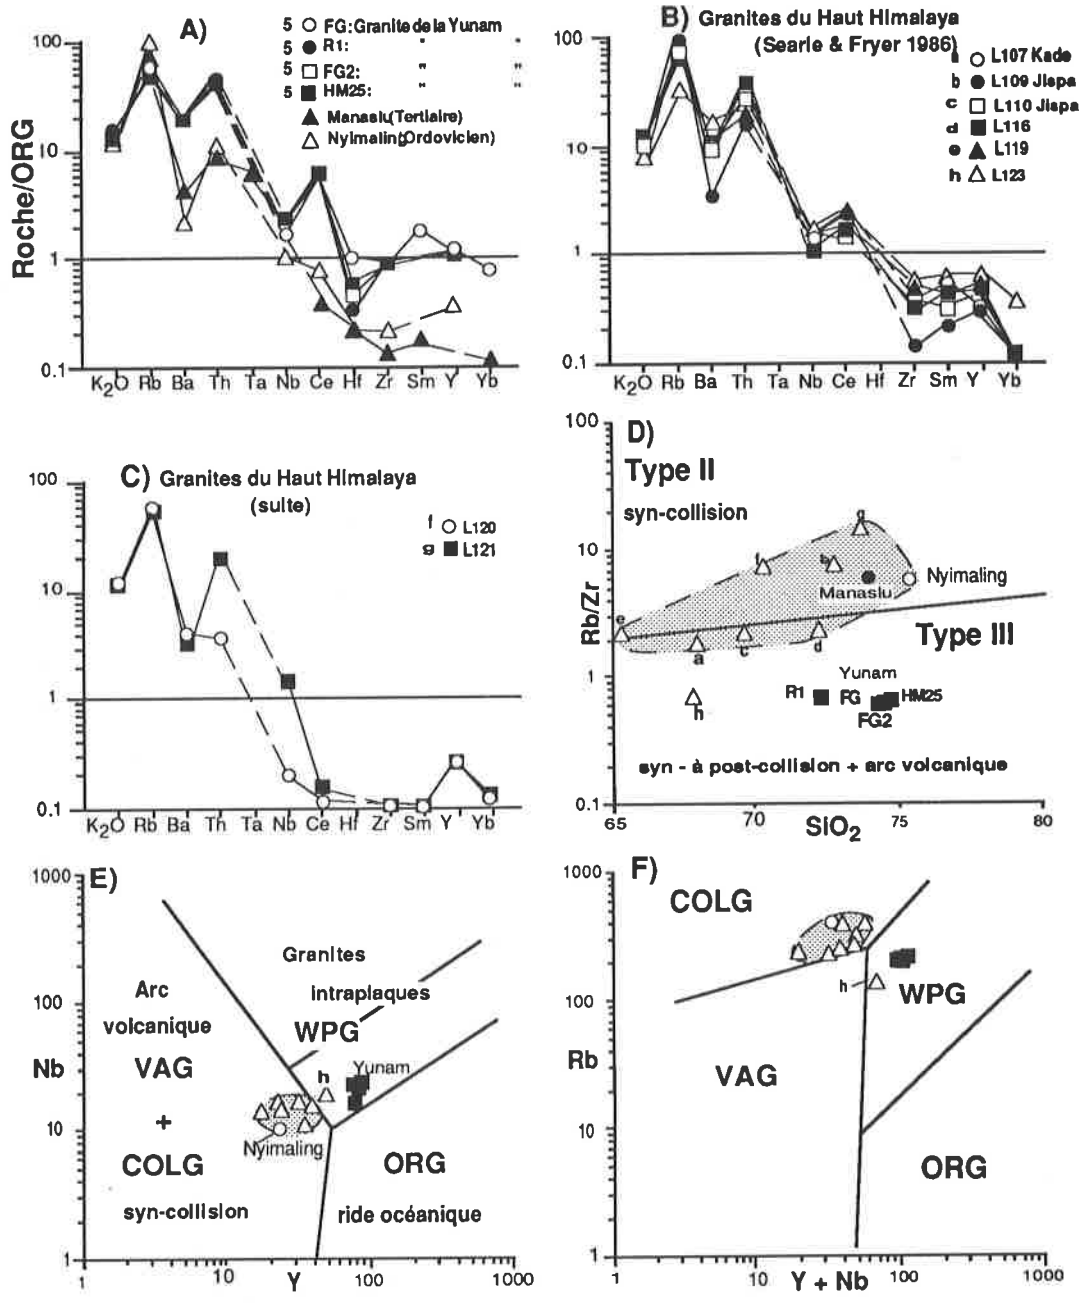 A)
5 FG: Granite de la Yunam
5 R1: " "
5 FG2: " "
5 HM25: " "
Manaslu (Tertiaire)
Nyimaling (Ordovicien)
Roche/ORG
100
10
1
0.1
K2O Rb Ba Th Ta Nb Ce Hf Zr Sm Y Yb
B) Granites du Haut Himalaya
(Searle & Fryer 1986)
a L107 Kade
b L109 Jispa
c L110 Jispa
d L116
e L119
h L123
100
10
1
0.1
K2O Rb Ba Th Ta Nb Ce Hf Zr Sm Y Yb
C) Granites du Haut Himalaya
(suite)
f L120
g L121
100
10
1
0.1
K2O Rb Ba Th Ta Nb Ce Hf Zr Sm Y Yb
D)
Type II
syn-collision
g
f
b
Nyimaling
Manaslu
e
a
c
d
Type III
Yunam
h
R1
FG
HM25
FG2
syn - à post-collision + arc volcanique
Rb/Zr
100
10
1
0.1
65 70 75 80
SiO2
E)
Granites
intraplaques
WPG
Arc
volcanique
VAG
+
COLG
syn-collision
h
Yunam
Nyimaling
ORG
ride océanique
Nb
1000
100
10
1
1 10 100 1000
Y
F)
COLG
h
WPG
VAG
ORG
Rb
1000
100
10
1
1 10 100 1000
Y + Nb